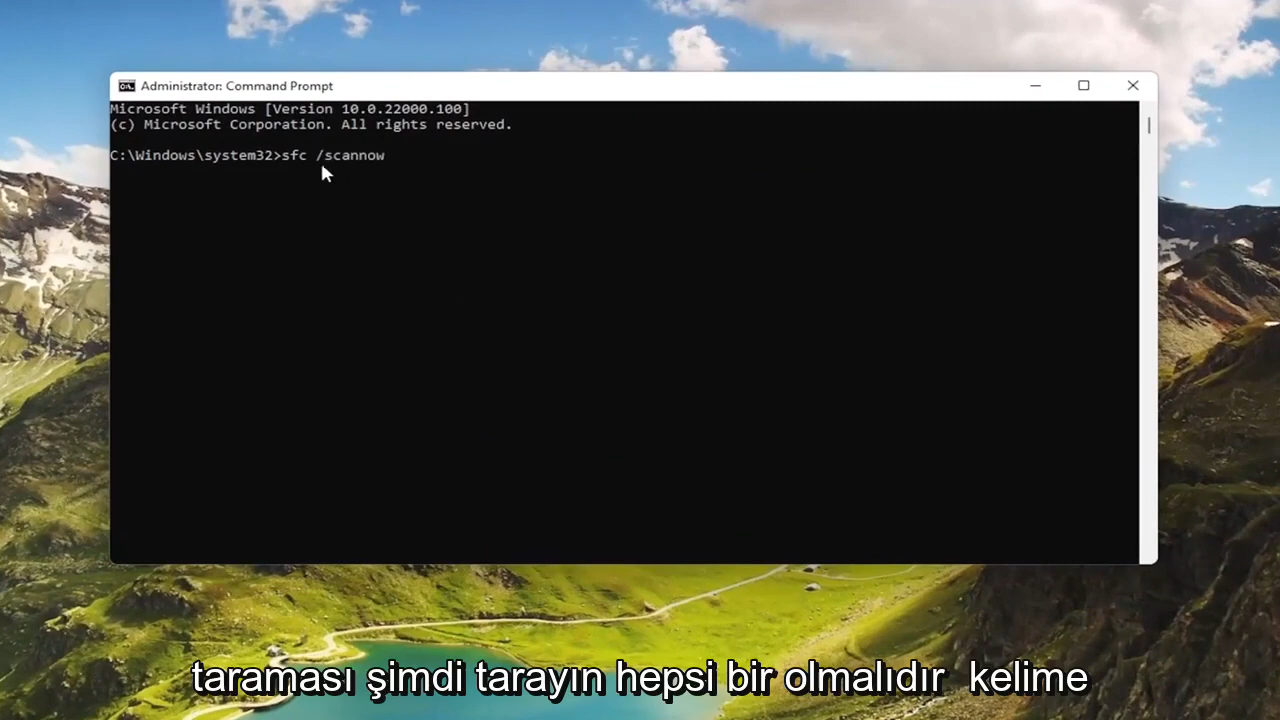 Administrator: Command Prompt
Microsoft Windows [Version 10.0.22000.100]
(c) Microsoft Corporation. All rights reserved.
C:\Windows\system32>sfc /scannow
taraması şimdi tarayın hepsi bir olmalıdır  kelime